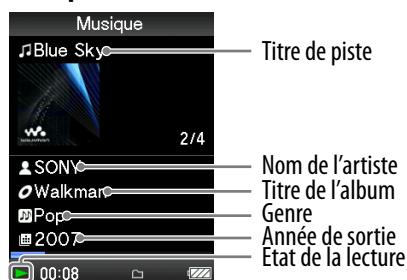 Musique
Blue Sky
Titre de piste
2/4
SONY
Nom de l'artiste
Walkman
Titre de l'album
Pop
Genre
2007
Année de sortie
00:08
Etat de la lecture